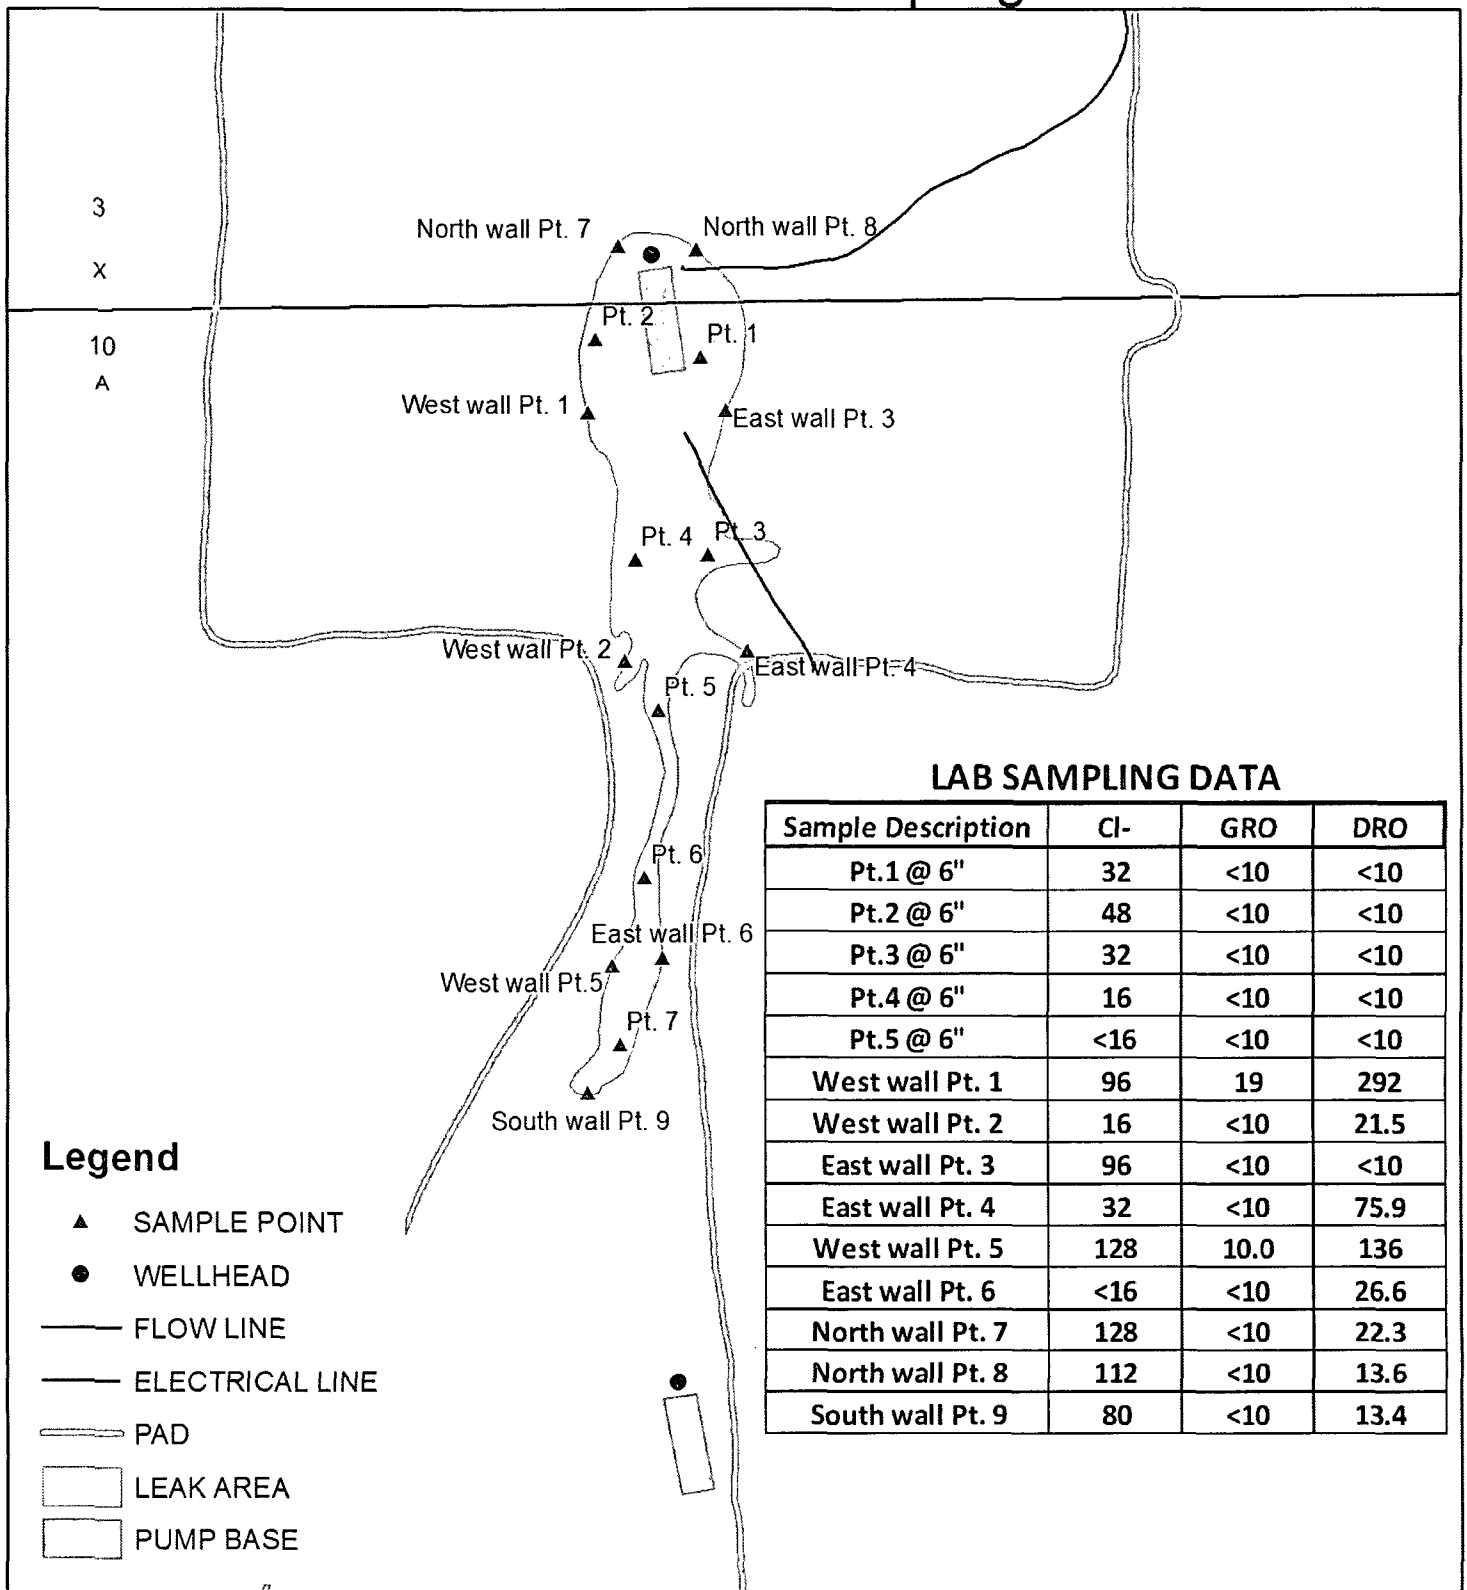 3
North wall Pt. 7
North wall Pt. 8
X
Pt. 2
Pt. 1
10
A
West wall Pt. 1
East wall Pt. 3
Pt. 4
Pt. 3
West wall Pt. 2
East wall Pt. 4
Pt. 5
Pt. 6
East wall Pt. 6
West wall Pt.5
Pt. 7
South wall Pt. 9
LAB SAMPLING DATA
Sample Description Cl- GRO DRO
Pt.1 @ 6" 32 <10 <10
Pt.2 @ 6" 48 <10 <10
Pt.3 @ 6" 32 <10 <10
Pt.4 @ 6" 16 <10 <10
Pt.5 @ 6" <16 <10 <10
West wall Pt. 1 96 19 292
West wall Pt. 2 16 <10 21.5
East wall Pt. 3 96 <10 <10
East wall Pt. 4 32 <10 75.9
West wall Pt. 5 128 10.0 136
East wall Pt. 6 <16 <10 26.6
North wall Pt. 7 128 <10 22.3
North wall Pt. 8 112 <10 13.6
South wall Pt. 9 80 <10 13.4
Legend
SAMPLE POINT
WELLHEAD
FLOW LINE
ELECTRICAL LINE
PAD
LEAK AREA
PUMP BASE